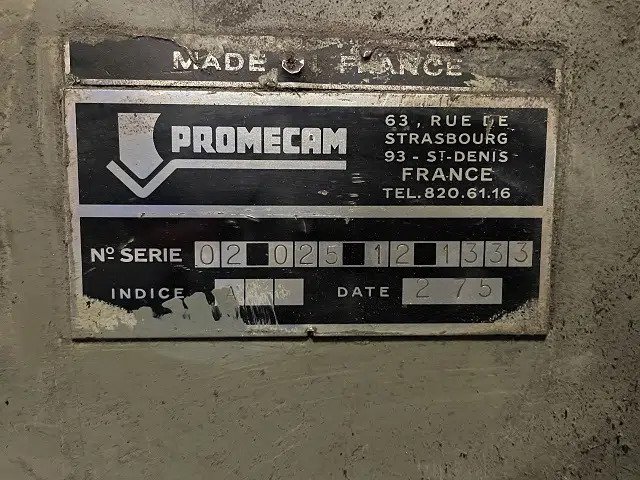 MADE FRANCE
PROMECAM
63, RUE DE
STRASBOURG
93 - ST-DENIS
FRANCE
TEL.820.61.16
Nº SERIE 02 025 12 1333
INDICE A DATE 2 75